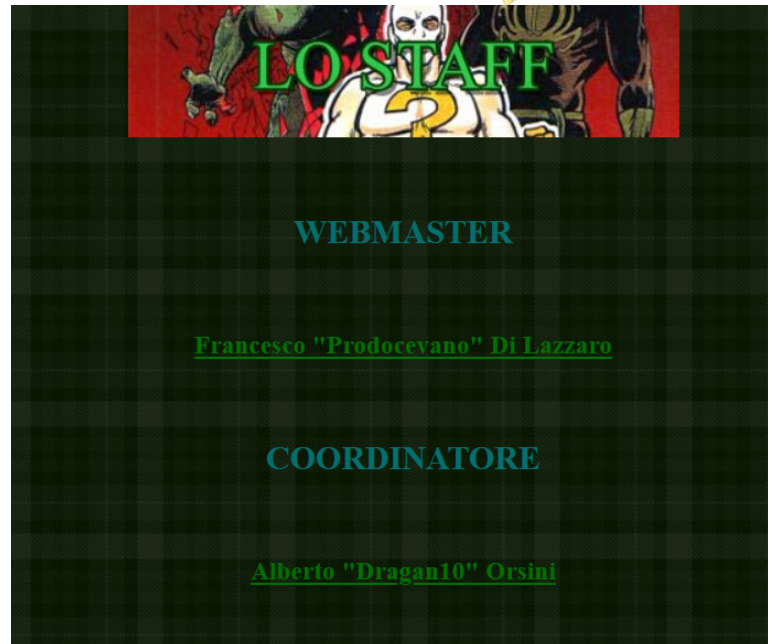 LO STAFF
WEBMASTER
Francesco "Prodocevano" Di Lazzaro
COORDINATORE
Alberto "Dragan10" Orsini